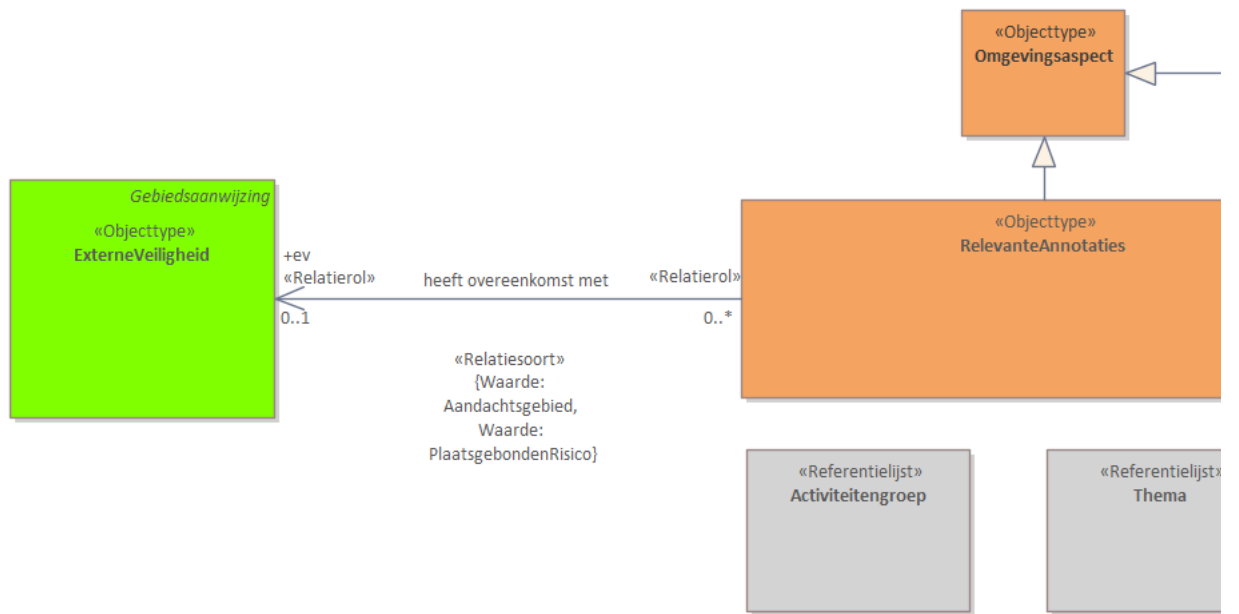 «Objecttype»
Omgevingsaspect
Gebiedsaanwijzing
«Objecttype»
ExterneVeiligheid
+ev
«Relatierol»
0..1
heeft overeenkomst met
«Relatierol»
0..*
«Relatiesoort»
{Waarde:
Aandachtsgebied,
Waarde:
PlaatsgebondenRisico}
«Objecttype»
RelevanteAnnotaties
«Referentielijst»
Activiteitengroep
«Referentielijst»
Thema